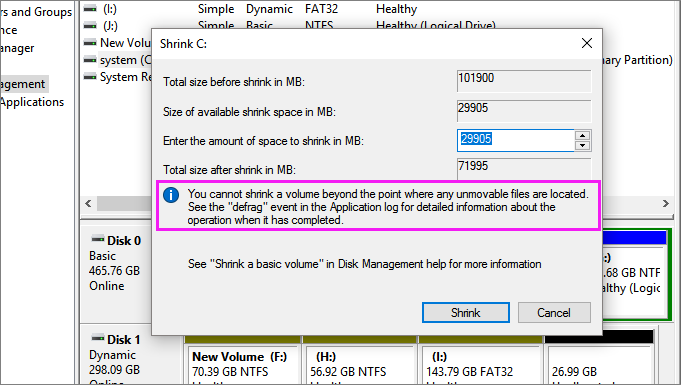 rs and Groups
nce
anager
agement
Applications
(I:) Simple Dynamic FAT32 Healthy
(J:) Simple Basic NTFS Healthy (Logical Drive)
New Volu
system (C
System Re
nary Partition)
Shrink C:
Total size before shrink in MB: 101900
Size of available shrink space in MB: 29905
Enter the amount of space to shrink in MB: 29905
Total size after shrink in MB: 71995
You cannot shrink a volume beyond the point where any unmovable files are located.
See the "defrag" event in the Application log for detailed information about the
operation when it has completed.
See "Shrink a basic volume" in Disk Management help for more information
Shrink Cancel
Disk 0
Basic
465.76 GB
Online
(:)
.68 GB NTF
althy (Logic
Disk 1
Dynamic
298.09 GB
New Volume (F:) (H:) (I:)
70.39 GB NTFS 56.92 GB NTFS 143.79 GB FAT32 26.99 GB